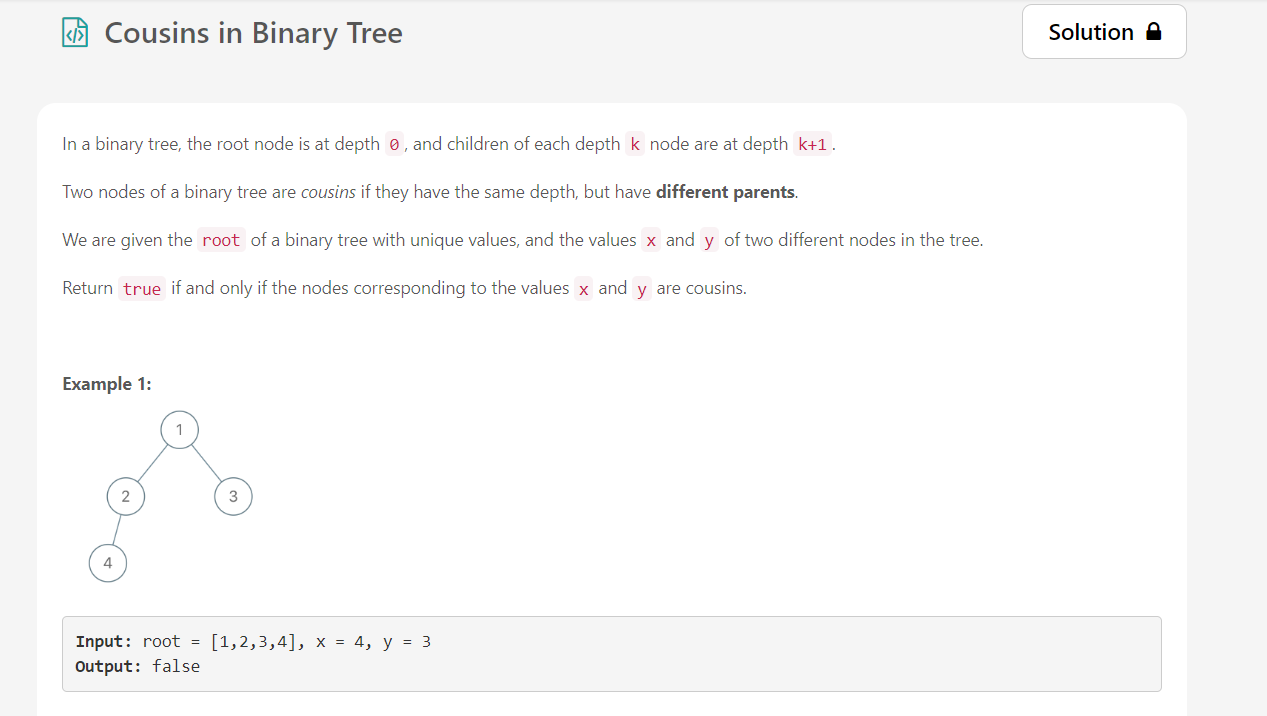 Cousins in Binary Tree
Solution
In a binary tree, the root node is at depth 0, and children of each depth k node are at depth k+1.
Two nodes of a binary tree are cousins if they have the same depth, but have different parents.
We are given the root of a binary tree with unique values, and the values x and y of two different nodes in the tree.
Return true if and only if the nodes corresponding to the values x and y are cousins.
Example 1:
1
2 3
4
Input: root = [1,2,3,4], x = 4, y = 3
Output: false